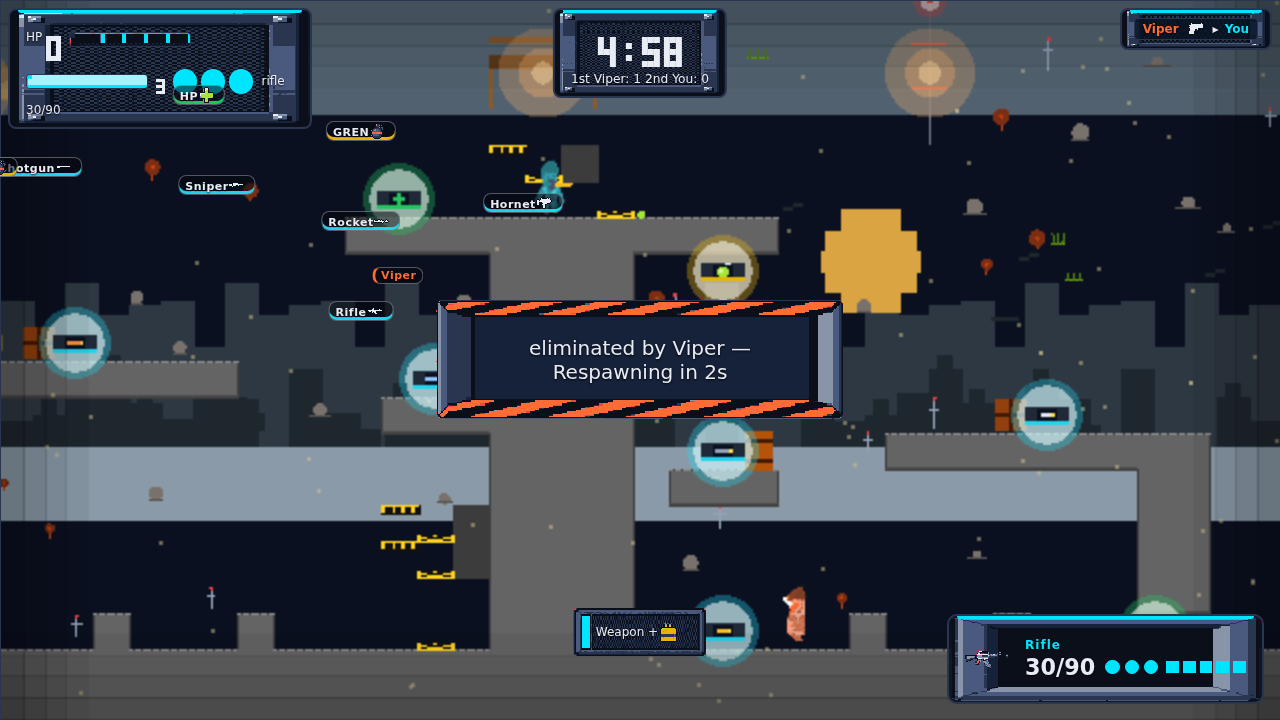 HP
0
3
rifle
HP
30/90
4:58
1st Viper: 1 2nd You: 0
Viper ▸ You
GREN
hotgun
Sniper
Rocket
Hornet
Viper
Rifle
eliminated by Viper —
Respawning in 2s
Weapon +
Rifle
30/90